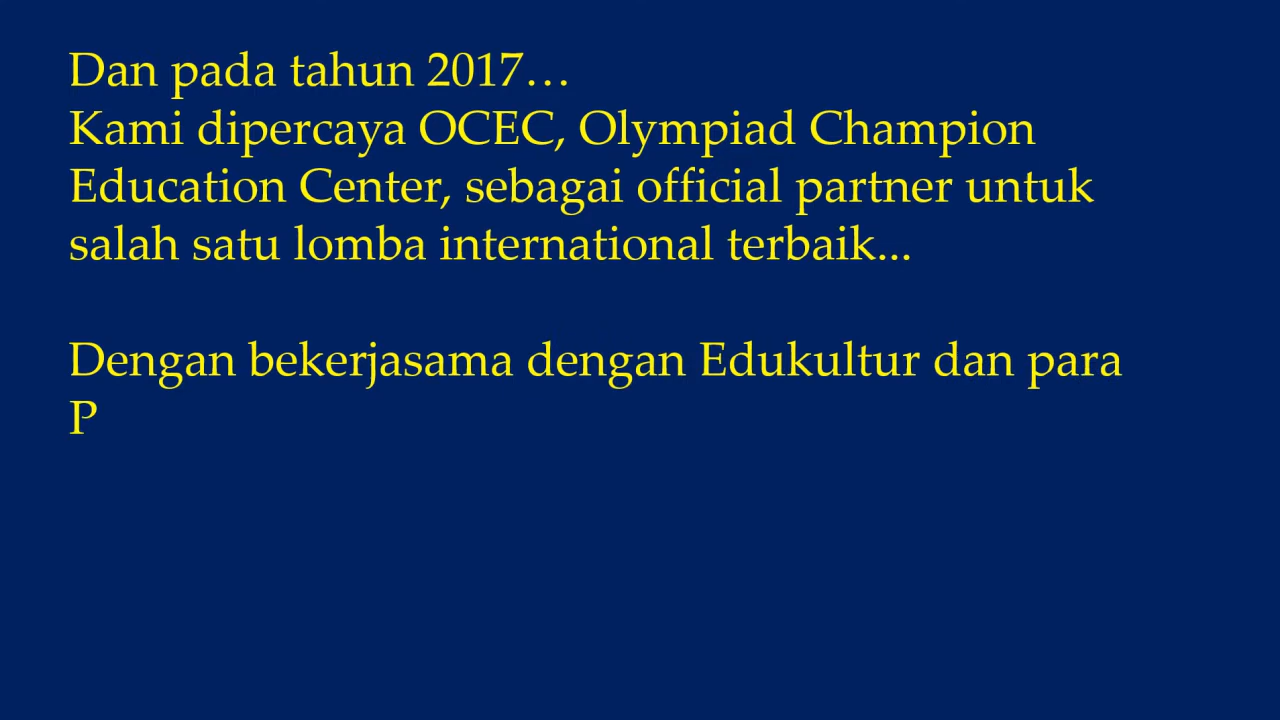 Dan pada tahun 2017…
Kami dipercaya OCEC, Olympiad Champion
Education Center, sebagai official partner untuk
salah satu lomba international terbaik...
Dengan bekerjasama dengan Edukultur dan para
P